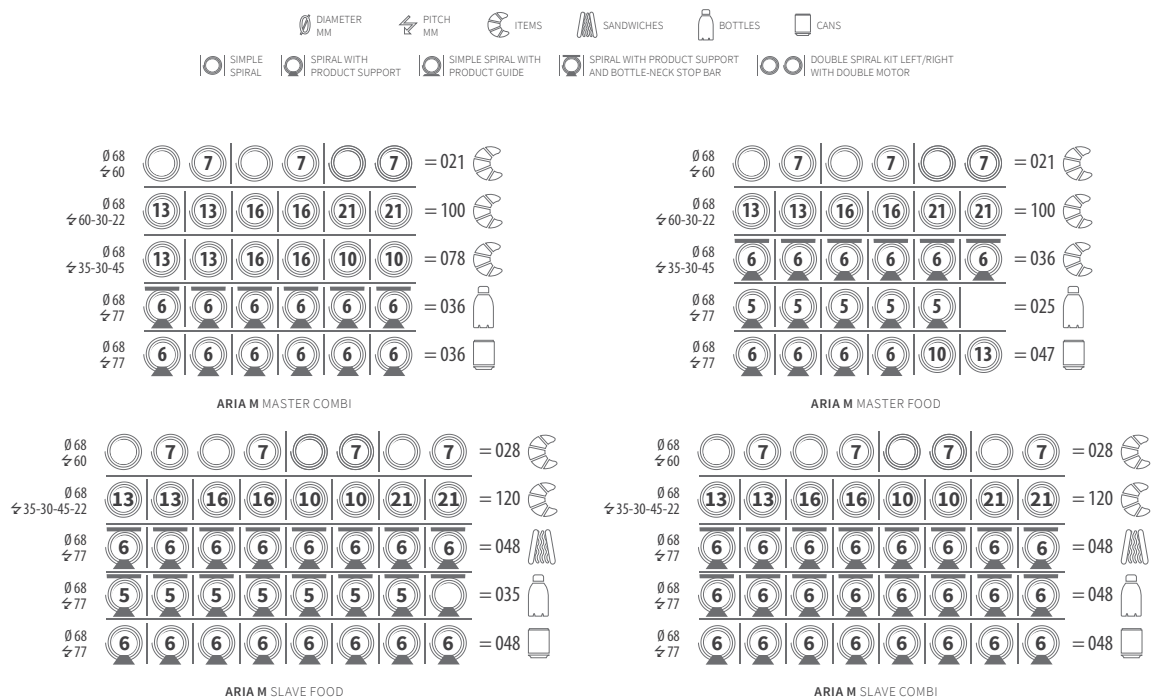 DIAMETER
MM
PITCH
MM
ITEMS
SANDWICHES
BOTTLES
CANS
SIMPLE
SPIRAL
SPIRAL WITH
PRODUCT SUPPORT
SIMPLE SPIRAL WITH
PRODUCT GUIDE
SPIRAL WITH PRODUCT SUPPORT
AND BOTTLE-NECK STOP BAR
DOUBLE SPIRAL KIT LEFT/RIGHT
WITH DOUBLE MOTOR
Ø 68
60
7 7 7 = 021
Ø 68
60-30-22
13 13 16 16 21 21 = 100
Ø 68
35-30-45
13 13 16 16 10 10 = 078
Ø 68
77
6 6 6 6 6 6 = 036
Ø 68
77
6 6 6 6 6 6 = 036
ARIA M MASTER COMBI
Ø 68
60
7 7 7 = 021
Ø 68
60-30-22
13 13 16 16 21 21 = 100
Ø 68
35-30-45
6 6 6 6 6 6 = 036
Ø 68
77
5 5 5 5 5 = 025
Ø 68
77
6 6 6 6 10 13 = 047
ARIA M MASTER FOOD
Ø 68
60
7 7 7 7 = 028
Ø 68
35-30-45-22
13 13 16 16 10 10 21 21 = 120
Ø 68
77
6 6 6 6 6 6 6 6 = 048
Ø 68
77
5 5 5 5 5 5 5 = 035
Ø 68
77
6 6 6 6 6 6 6 6 = 048
ARIA M SLAVE FOOD
Ø 68
60
7 7 7 7 = 028
Ø 68
35-30-45-22
13 13 16 16 10 10 21 21 = 120
Ø 68
77
6 6 6 6 6 6 6 6 = 048
Ø 68
77
6 6 6 6 6 6 6 6 = 048
Ø 68
77
6 6 6 6 6 6 6 6 = 048
ARIA M SLAVE COMBI